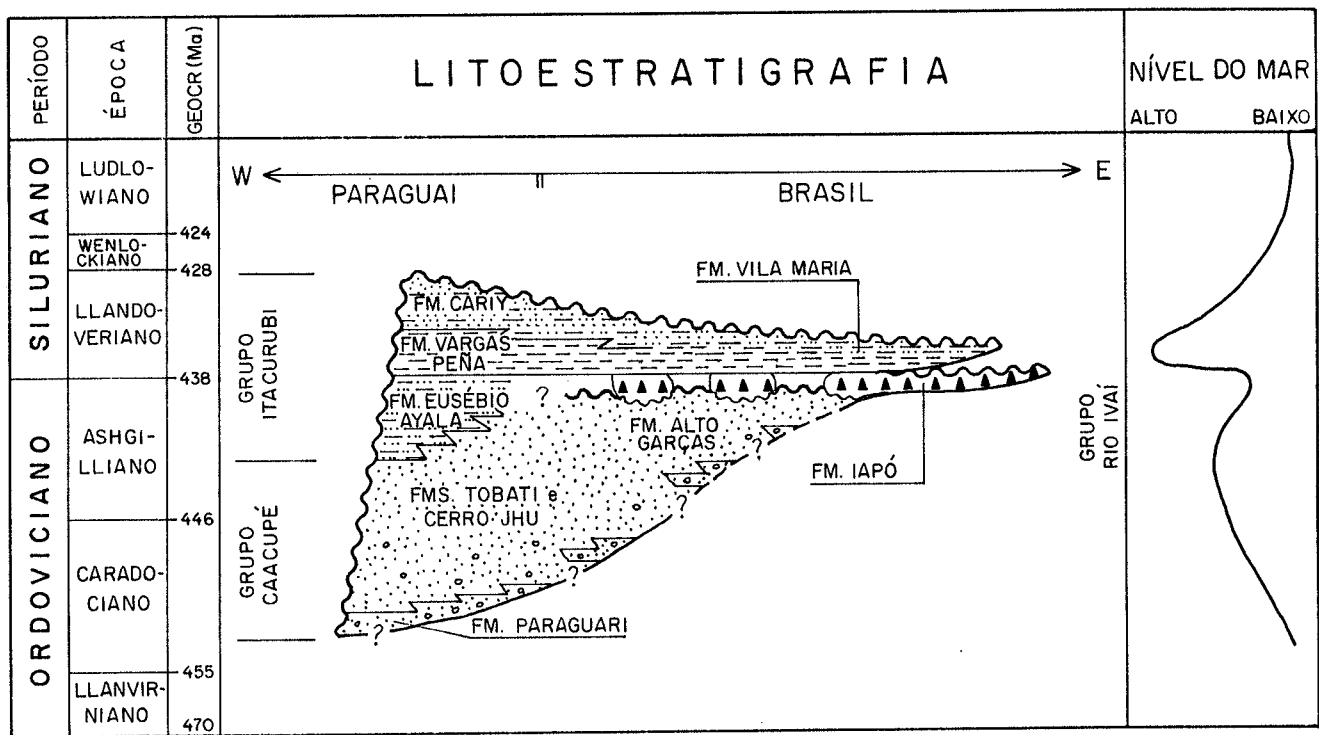 PERÍODO
ÉPOCA
GEOCR (Ma)
LITOESTRATIGRAFIA
NÍVEL DO MAR
ALTO BAIXO
SILURIANO
ORDOVICIANO
LUDLO-
WIANO
WENLO-
CKIANO
LLANDO-
VERIANO
ASHGI-
LLIANO
CARADO-
CIANO
LLANVIR-
NIANO
424
428
438
446
455
470
W E
PARAGUAI BRASIL
GRUPO
ITACURUBI
GRUPO
CAACUPÉ
FM. CARIY
FM. VARGAS
PEÑA
FM. EUSÉBIO
AYALA
FMS. TOBATI e
CERRO JHU
FM. PARAGUARI
FM. VILA MARIA
?
FM. ALTO
GARÇAS
FM. IAPÓ
?
?
?
?
GRUPO
RIO IVAÍ